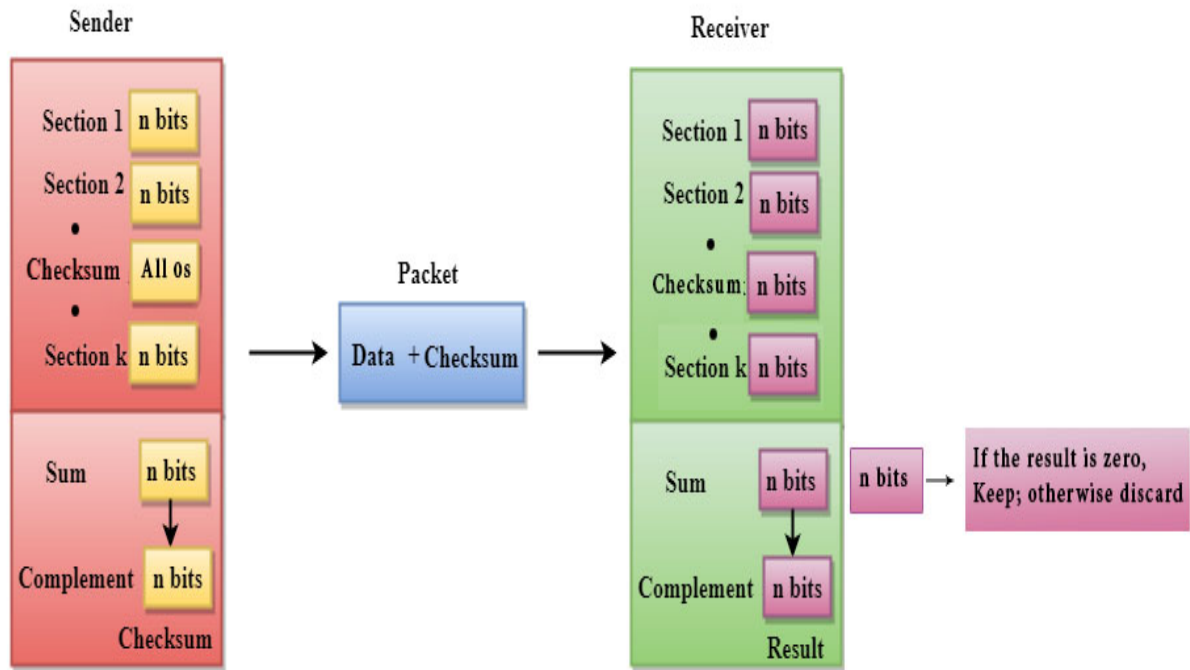 Sender
Section 1 n bits
Section 2 n bits
Checksum All 0s
Section k n bits
Sum n bits
Complement n bits
Checksum
Packet
Data + Checksum
Receiver
Section 1 n bits
Section 2 n bits
Checksum: n bits
Section k n bits
Sum n bits
Complement n bits
Result
n bits
If the result is zero,
Keep; otherwise discard